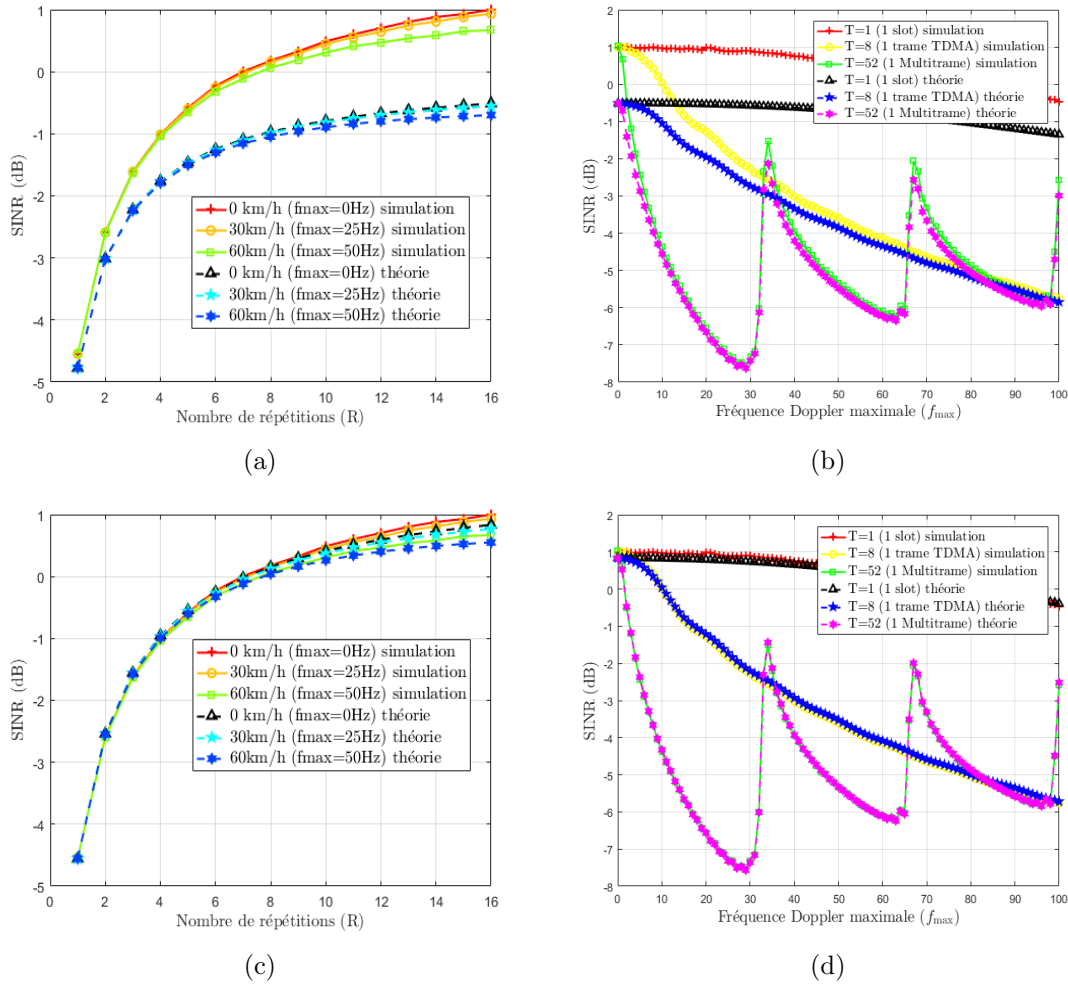 2
1
0
-1
-2
-3
-4
-5
SINR (dB)
0 km/h (fmax=0Hz) simulation
30km/h (fmax=25Hz) simulation
60km/h (fmax=50Hz) simulation
0 km/h (fmax=0Hz) théorie
30km/h (fmax=25Hz) théorie
60km/h (fmax=50Hz) théorie
0 2 4 6 8 10 12 14 16
Nombre de répétitions (R)
(a)
2
1
0
-1
-2
-3
-4
-5
-6
-7
-8
SINR (dB)
T=1 (1 slot) simulation
T=8 (1 trame TDMA) simulation
T=52 (1 Multitrame) simulation
T=1 (1 slot) théorie
T=8 (1 trame TDMA) théorie
T=52 (1 Multitrame) théorie
0 10 20 30 40 50 60 70 80 90 100
Fréquence Doppler maximale (fmax)
(b)
1
0
-1
-2
-3
-4
-5
SINR (dB)
0 km/h (fmax=0Hz) simulation
30km/h (fmax=25Hz) simulation
60km/h (fmax=50Hz) simulation
0 km/h (fmax=0Hz) théorie
30km/h (fmax=25Hz) théorie
60km/h (fmax=50Hz) théorie
0 2 4 6 8 10 12 14 16
Nombre de répétitions (R)
(c)
2
1
0
-1
-2
-3
-4
-5
-6
-7
-8
SINR (dB)
T=1 (1 slot) simulation
T=8 (1 trame TDMA) simulation
T=52 (1 Multitrame) simulation
T=1 (1 slot) théorie
T=8 (1 trame TDMA) théorie
T=52 (1 Multitrame) théorie
0 10 20 30 40 50 60 70 80 90 100
Fréquence Doppler maximale (fmax)
(d)